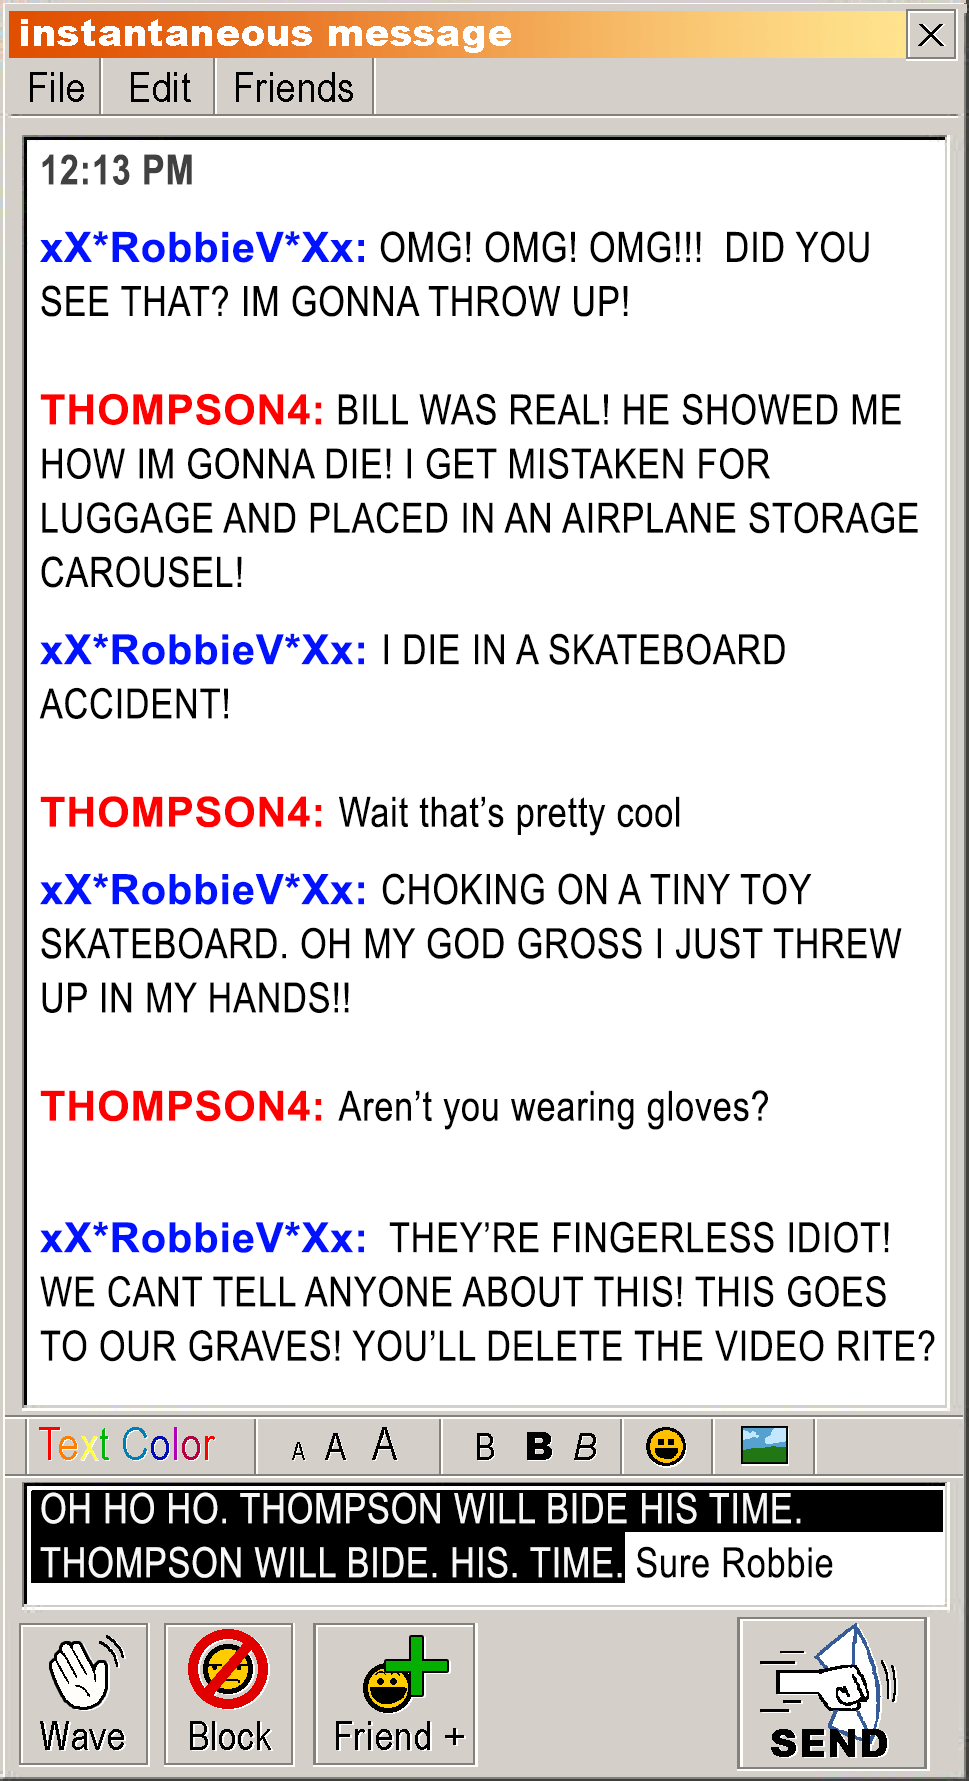 instantaneous message
File Edit Friends
12:13 PM
xX*RobbieV*Xx: OMG! OMG! OMG!!! DID YOU
SEE THAT? IM GONNA THROW UP!
THOMPSON4: BILL WAS REAL! HE SHOWED ME
HOW IM GONNA DIE! I GET MISTAKEN FOR
LUGGAGE AND PLACED IN AN AIRPLANE STORAGE
CAROUSEL!
xX*RobbieV*Xx: I DIE IN A SKATEBOARD
ACCIDENT!
THOMPSON4: Wait that’s pretty cool
xX*RobbieV*Xx: CHOKING ON A TINY TOY
SKATEBOARD. OH MY GOD GROSS I JUST THREW
UP IN MY HANDS!!
THOMPSON4: Aren’t you wearing gloves?
xX*RobbieV*Xx: THEY’RE FINGERLESS IDIOT!
WE CANT TELL ANYONE ABOUT THIS! THIS GOES
TO OUR GRAVES! YOU’LL DELETE THE VIDEO RITE?
Text Color A A A B B B
OH HO HO. THOMPSON WILL BIDE HIS TIME.
THOMPSON WILL BIDE. HIS. TIME. Sure Robbie
Wave Block Friend + SEND